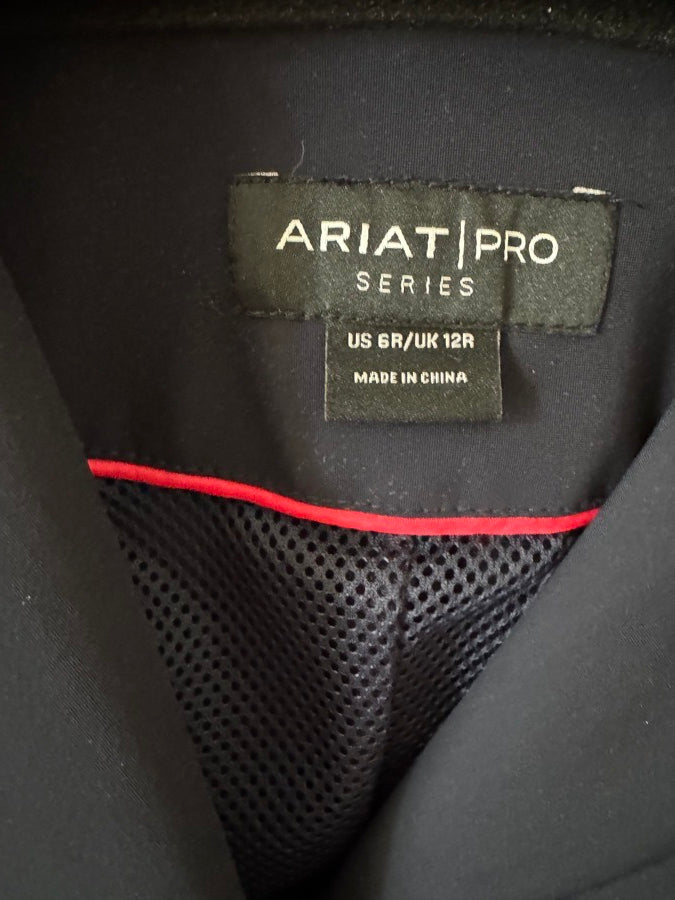 ARIAT|PRO
SERIES
US 6R/UK 12R
MADE IN CHINA